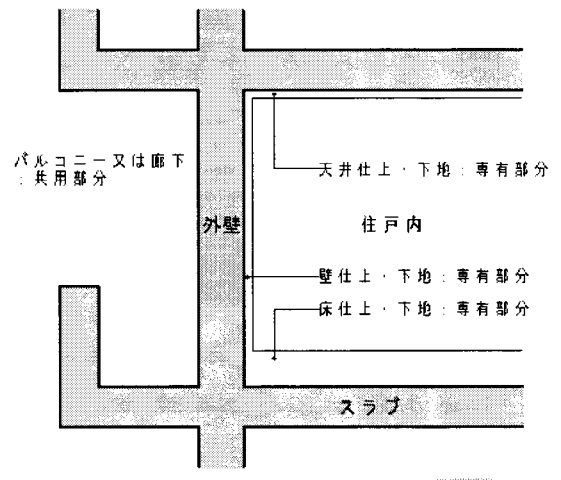 バルコニー又は廊下
：共用部分
天井仕上・下地：専有部分
外壁
住戸内
壁仕上・下地：専有部分
床仕上・下地：専有部分
スラブ